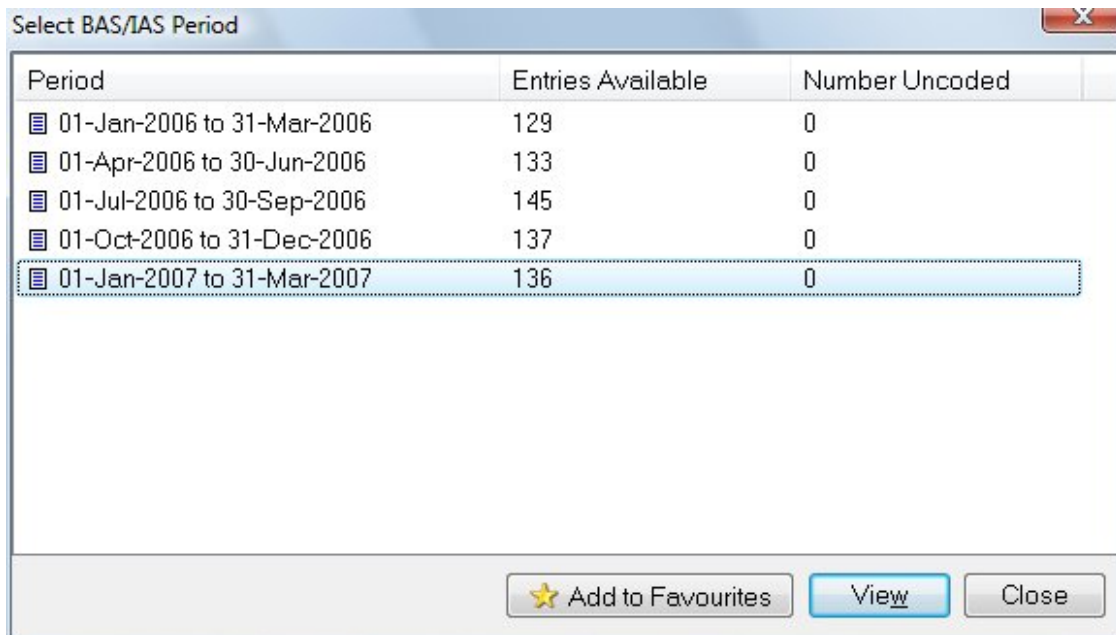 Select BAS/IAS Period
X
Period Entries Available Number Uncoded
01-Jan-2006 to 31-Mar-2006 129 0
01-Apr-2006 to 30-Jun-2006 133 0
01-Jul-2006 to 30-Sep-2006 145 0
01-Oct-2006 to 31-Dec-2006 137 0
01-Jan-2007 to 31-Mar-2007 136 0
Add to Favourites View Close